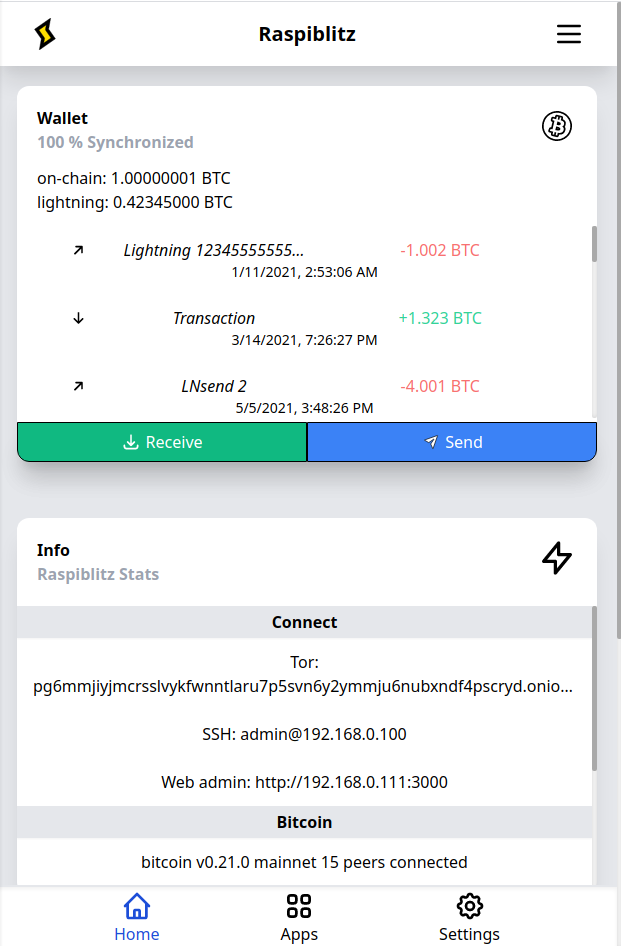 Raspiblitz
Wallet
100 % Synchronized
on-chain: 1.00000001 BTC
lightning: 0.42345000 BTC
Lightning 12345555555... -1.002 BTC
1/11/2021, 2:53:06 AM
Transaction +1.323 BTC
3/14/2021, 7:26:27 PM
LNsend 2 -4.001 BTC
5/5/2021, 3:48:26 PM
Receive Send
Info
Raspiblitz Stats
Connect
Tor:
pg6mmjiyjmcrsslvykfwnntlaru7p5svn6y2ymmju6nubxndf4pscryd.onio...
SSH: admin@192.168.0.100
Web admin: http://192.168.0.111:3000
Bitcoin
bitcoin v0.21.0 mainnet 15 peers connected
Home Apps Settings